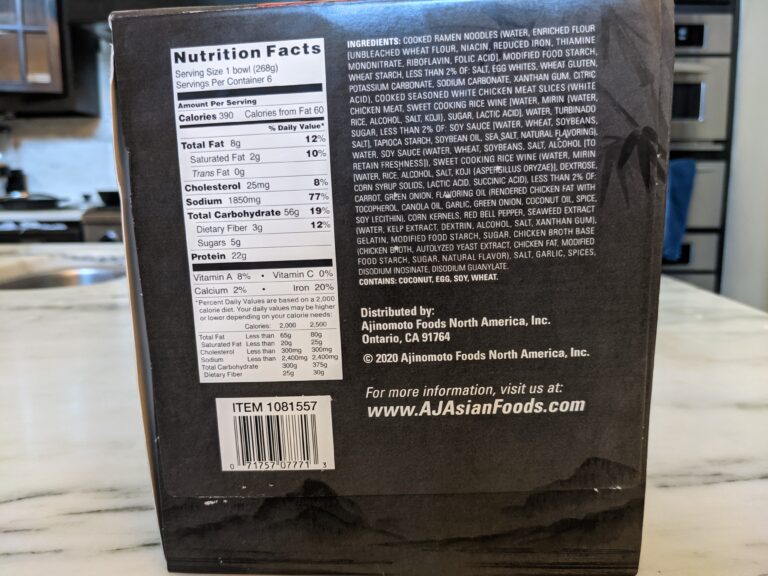 Nutrition Facts
Serving Size 1 bowl (268g)
Servings Per Container 6
Amount Per Serving
Calories 390 Calories from Fat 60
% Daily Value*
Total Fat 8g 12%
Saturated Fat 2g 10%
Trans Fat 0g
Cholesterol 25mg 8%
Sodium 1850mg 77%
Total Carbohydrate 56g 19%
Dietary Fiber 3g 12%
Sugars 5g
Protein 22g
Vitamin A 8% • Vitamin C 0%
Calcium 2% • Iron 20%
*Percent Daily Values are based on a 2,000
calorie diet. Your daily values may be higher
or lower depending on your calorie needs:
Calories: 2,000 2,500
Total Fat Less than 65g 80g
Saturated Fat Less than 20g 25g
Cholesterol Less than 300mg 300mg
Sodium Less than 2,400mg 2,400mg
Total Carbohydrate 300g 375g
Dietary Fiber 25g 30g
ITEM 1081557
0 71757 07771 3
INGREDIENTS: COOKED RAMEN NOODLES (WATER, ENRICHED FLOUR
[UNBLEACHED WHEAT FLOUR, NIACIN, REDUCED IRON, THIAMINE
MONONITRATE, RIBOFLAVIN, FOLIC ACID], MODIFIED FOOD STARCH,
WHEAT STARCH, LESS THAN 2% OF: SALT, EGG WHITES, WHEAT GLUTEN,
POTASSIUM CARBONATE, SODIUM CARBONATE, XANTHAN GUM, CITRIC
ACID), COOKED SEASONED WHITE CHICKEN MEAT SLICES (WHITE
CHICKEN MEAT, SWEET COOKING RICE WINE [WATER, MIRIN {WATER,
RICE, ALCOHOL, SALT, KOJI}, SUGAR, LACTIC ACID], WATER, TURBINADO
SUGAR, LESS THAN 2% OF: SOY SAUCE [WATER, WHEAT, SOYBEANS,
SALT], TAPIOCA STARCH, SOYBEAN OIL, SEA SALT, NATURAL FLAVORING),
WATER, SOY SAUCE (WATER, WHEAT, SOYBEANS, SALT, ALCOHOL [TO
RETAIN FRESHNESS]), SWEET COOKING RICE WINE (WATER, MIRIN
[WATER, RICE, ALCOHOL, SALT, KOJI {ASPERGILLUS ORYZAE}], DEXTROSE,
CORN SYRUP SOLIDS, LACTIC ACID, SUCCINIC ACID), LESS THAN 2% OF:
CARROT, GREEN ONION, FLAVORING OIL (RENDERED CHICKEN FAT WITH
TOCOPHEROL, CANOLA OIL, GARLIC, GREEN ONION, COCONUT OIL, SPICE,
SOY LECITHIN), CORN KERNELS, RED BELL PEPPER, SEAWEED EXTRACT
(WATER, KELP EXTRACT, DEXTRIN, ALCOHOL, SALT, XANTHAN GUM),
GELATIN, MODIFIED FOOD STARCH, SUGAR, CHICKEN BROTH BASE
(CHICKEN BROTH, AUTOLYZED YEAST EXTRACT, CHICKEN FAT, MODIFIED
FOOD STARCH, SUGAR, NATURAL FLAVOR), SALT, GARLIC, SPICES,
DISODIUM INOSINATE, DISODIUM GUANYLATE.
CONTAINS: COCONUT, EGG, SOY, WHEAT.
Distributed by:
Ajinomoto Foods North America, Inc.
Ontario, CA 91764
© 2020 Ajinomoto Foods North America, Inc.
For more information, visit us at:
www.AJAsianFoods.com